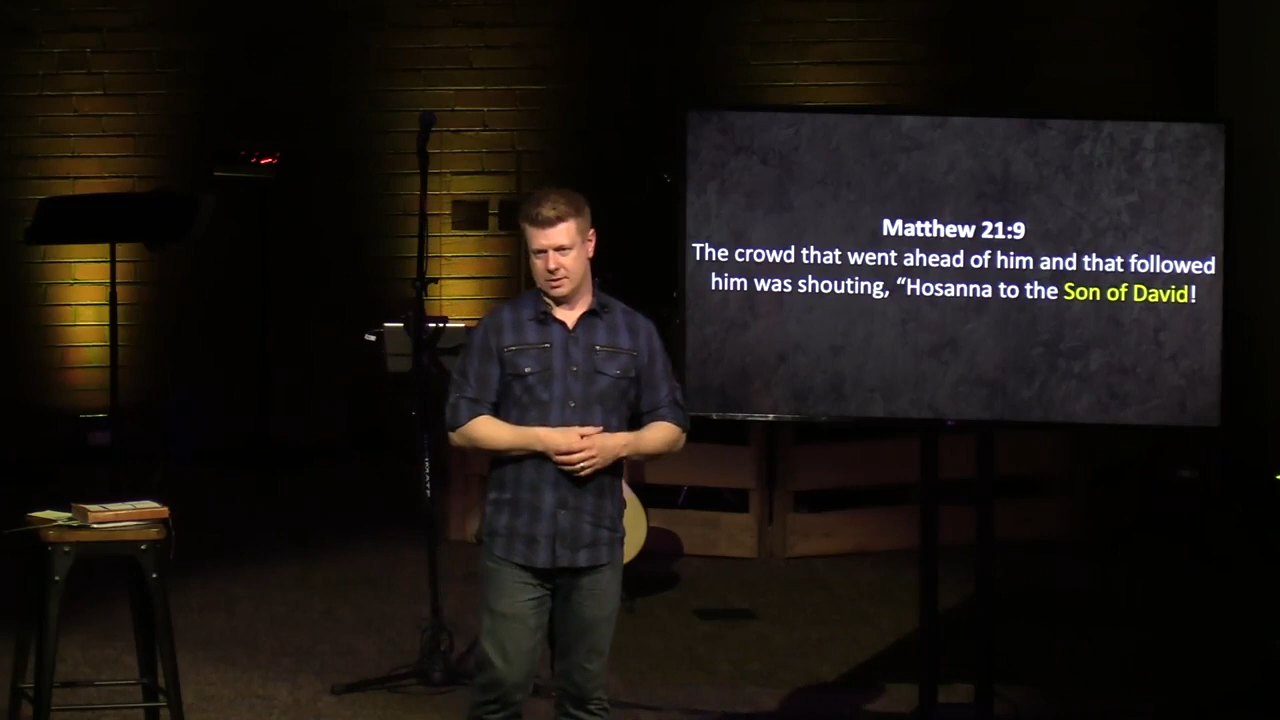 Matthew 21:9
The crowd that went ahead of him and that followed
him was shouting, “Hosanna to the Son of David!